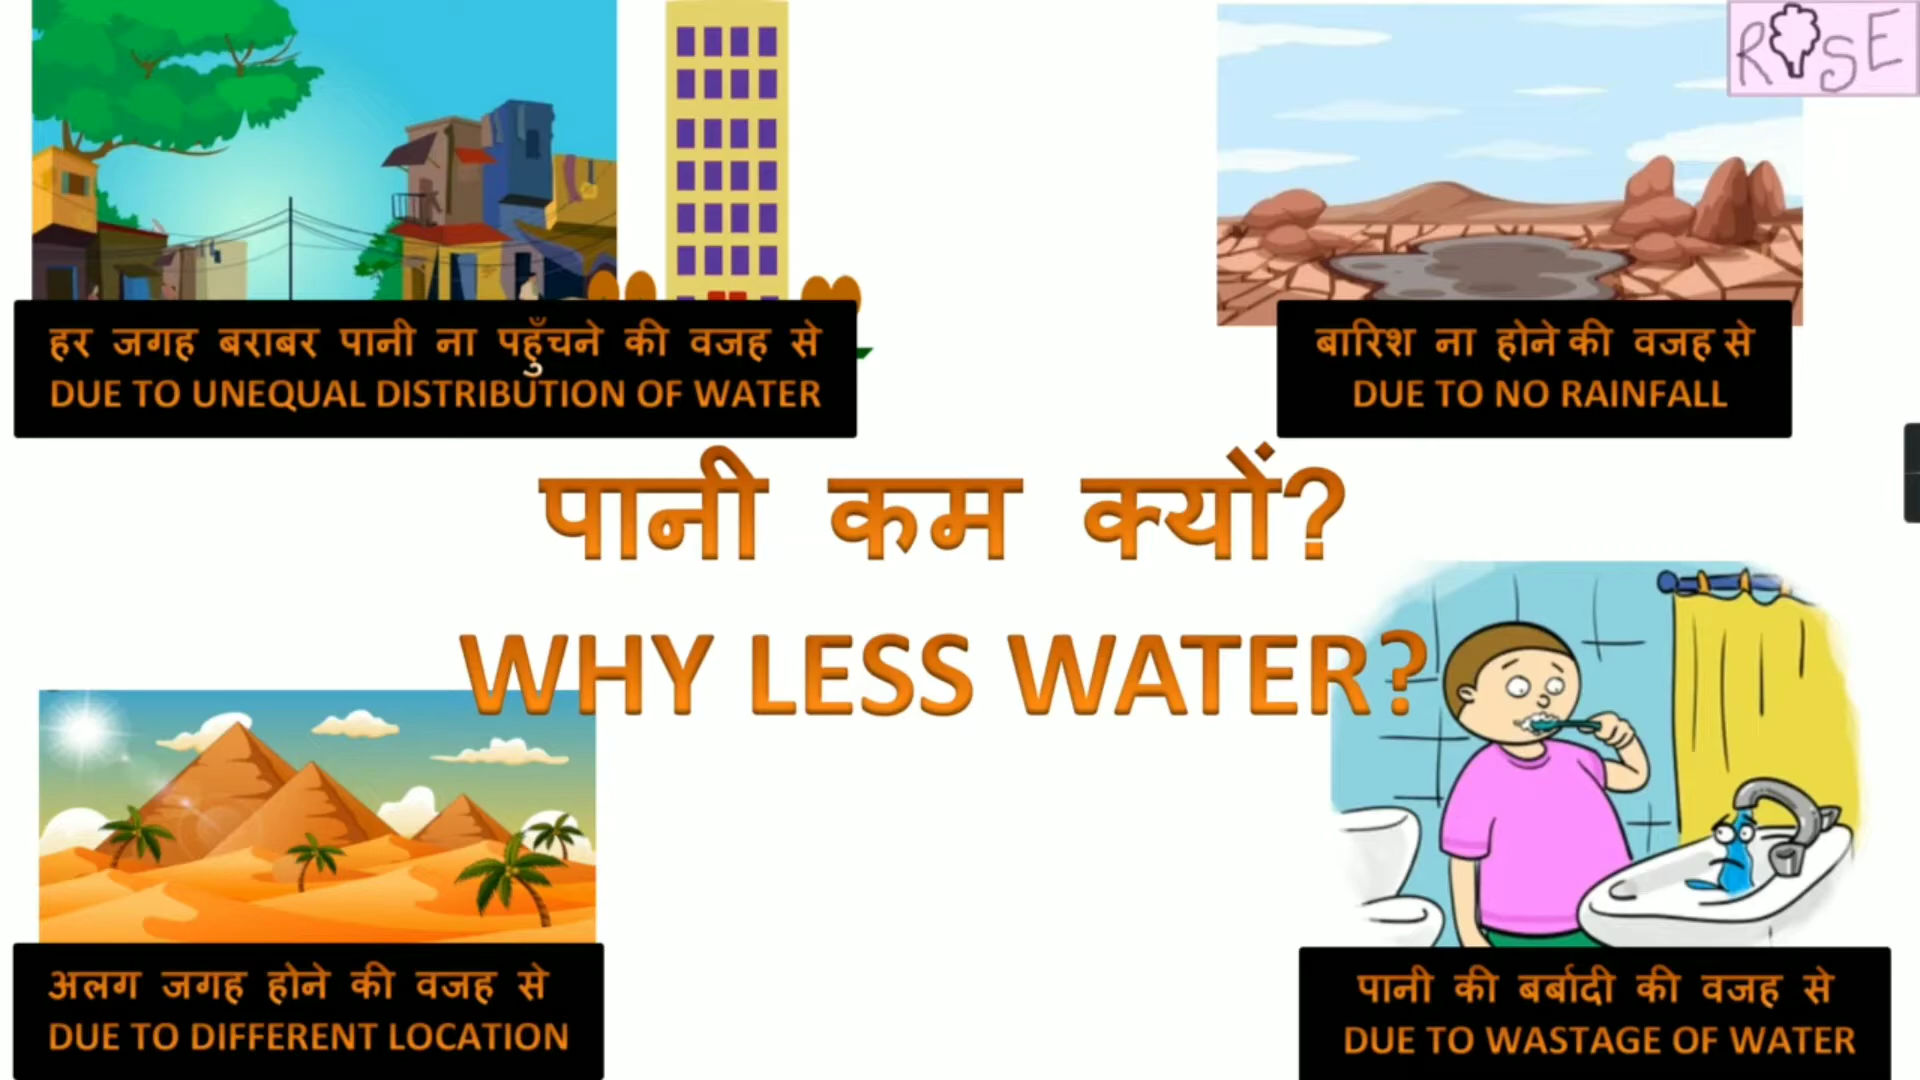 R SE
हर जगह बराबर पानी ना पहुँचने की वजह से
DUE TO UNEQUAL DISTRIBUTION OF WATER
बारिश ना होने की वजह से
DUE TO NO RAINFALL
पानी कम क्यों?
WHY LESS WATER?
अलग जगह होने की वजह से
DUE TO DIFFERENT LOCATION
पानी की बर्बादी की वजह से
DUE TO WASTAGE OF WATER